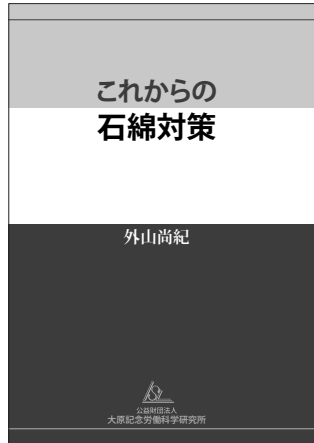 これからの
石綿対策
外山尚紀
公益財団法人
大原記念労働科学研究所